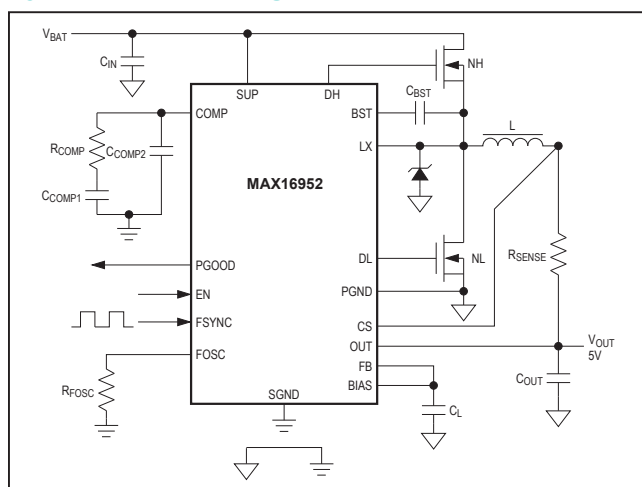 VBAT
CIN
NH
SUP
DH
CBST
COMP
BST
L
RCOMP
CCOMP2
LX
CCOMP1
MAX16952
DL
NL
RSENSE
PGOOD
PGND
EN
CS
FSYNC
OUT
VOUT
5V
FOSC
FB
COUT
RFOSC
BIAS
SGND
CL